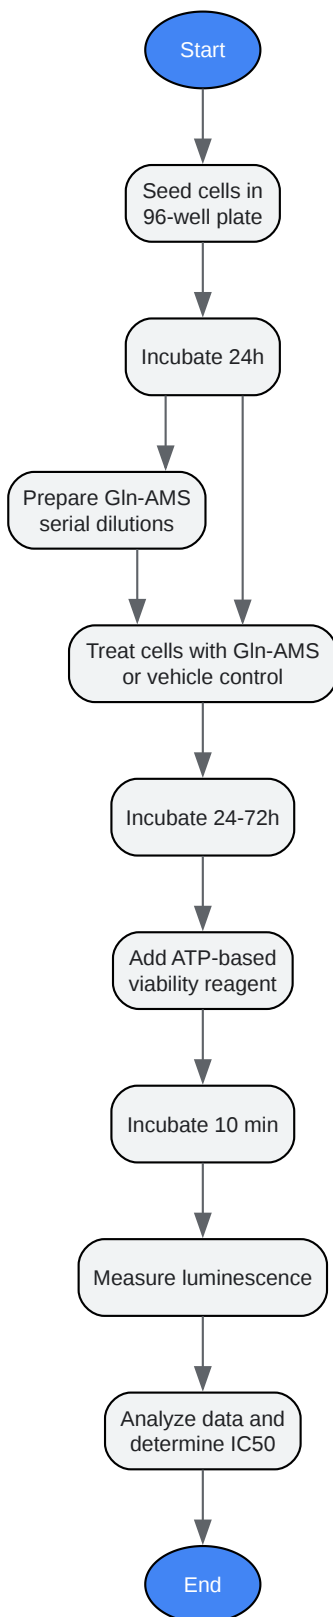 Start
Seed cells in
96-well plate
Incubate 24h
Prepare Gln-AMS
serial dilutions
Treat cells with Gln-AMS
or vehicle control
Incubate 24-72h
Add ATP-based
viability reagent
Incubate 10 min
Measure luminescence
Analyze data and
determine IC50
End